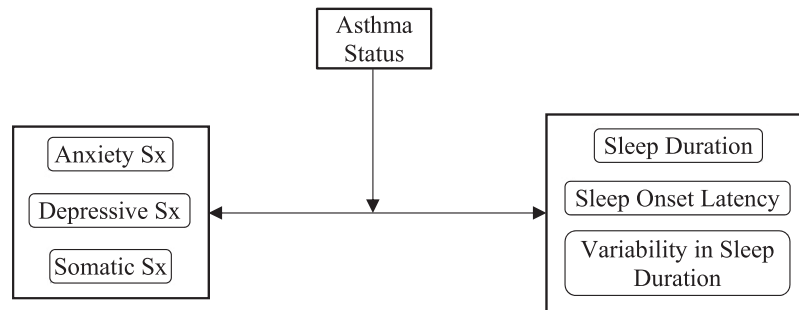 Asthma
Status
Anxiety Sx
Depressive Sx
Somatic Sx
Sleep Duration
Sleep Onset Latency
Variability in Sleep
Duration